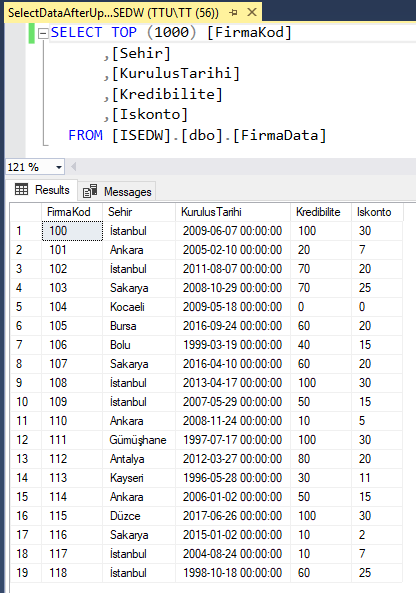 SelectDataAfterUp...SEDW (TTU\TT (56))
SELECT TOP (1000) [FirmaKod]
,[Sehir]
,[KurulusTarihi]
,[Kredibilite]
,[Iskonto]
FROM [ISEDW].[dbo].[FirmaData]
121 %
Results Messages
FirmaKod Sehir KurulusTarihi Kredibilite Iskonto
1 100 İstanbul 2009-06-07 00:00:00 100 30
2 101 Ankara 2005-02-10 00:00:00 20 7
3 102 İstanbul 2011-08-07 00:00:00 70 20
4 103 Sakarya 2008-10-29 00:00:00 70 25
5 104 Kocaeli 2009-05-18 00:00:00 0 0
6 105 Bursa 2016-09-24 00:00:00 60 20
7 106 Bolu 1999-03-19 00:00:00 40 15
8 107 Sakarya 2016-04-10 00:00:00 60 20
9 108 İstanbul 2013-04-17 00:00:00 100 30
10 109 İstanbul 2007-05-29 00:00:00 50 15
11 110 Ankara 2008-11-24 00:00:00 10 5
12 111 Gümüşhane 1997-07-17 00:00:00 100 30
13 112 Antalya 2012-03-27 00:00:00 80 20
14 113 Kayseri 1996-05-28 00:00:00 30 11
15 114 Ankara 2006-01-02 00:00:00 50 15
16 115 Düzce 2017-06-26 00:00:00 100 30
17 116 Sakarya 2015-01-02 00:00:00 10 2
18 117 İstanbul 2004-08-24 00:00:00 10 7
19 118 İstanbul 1998-10-18 00:00:00 60 25